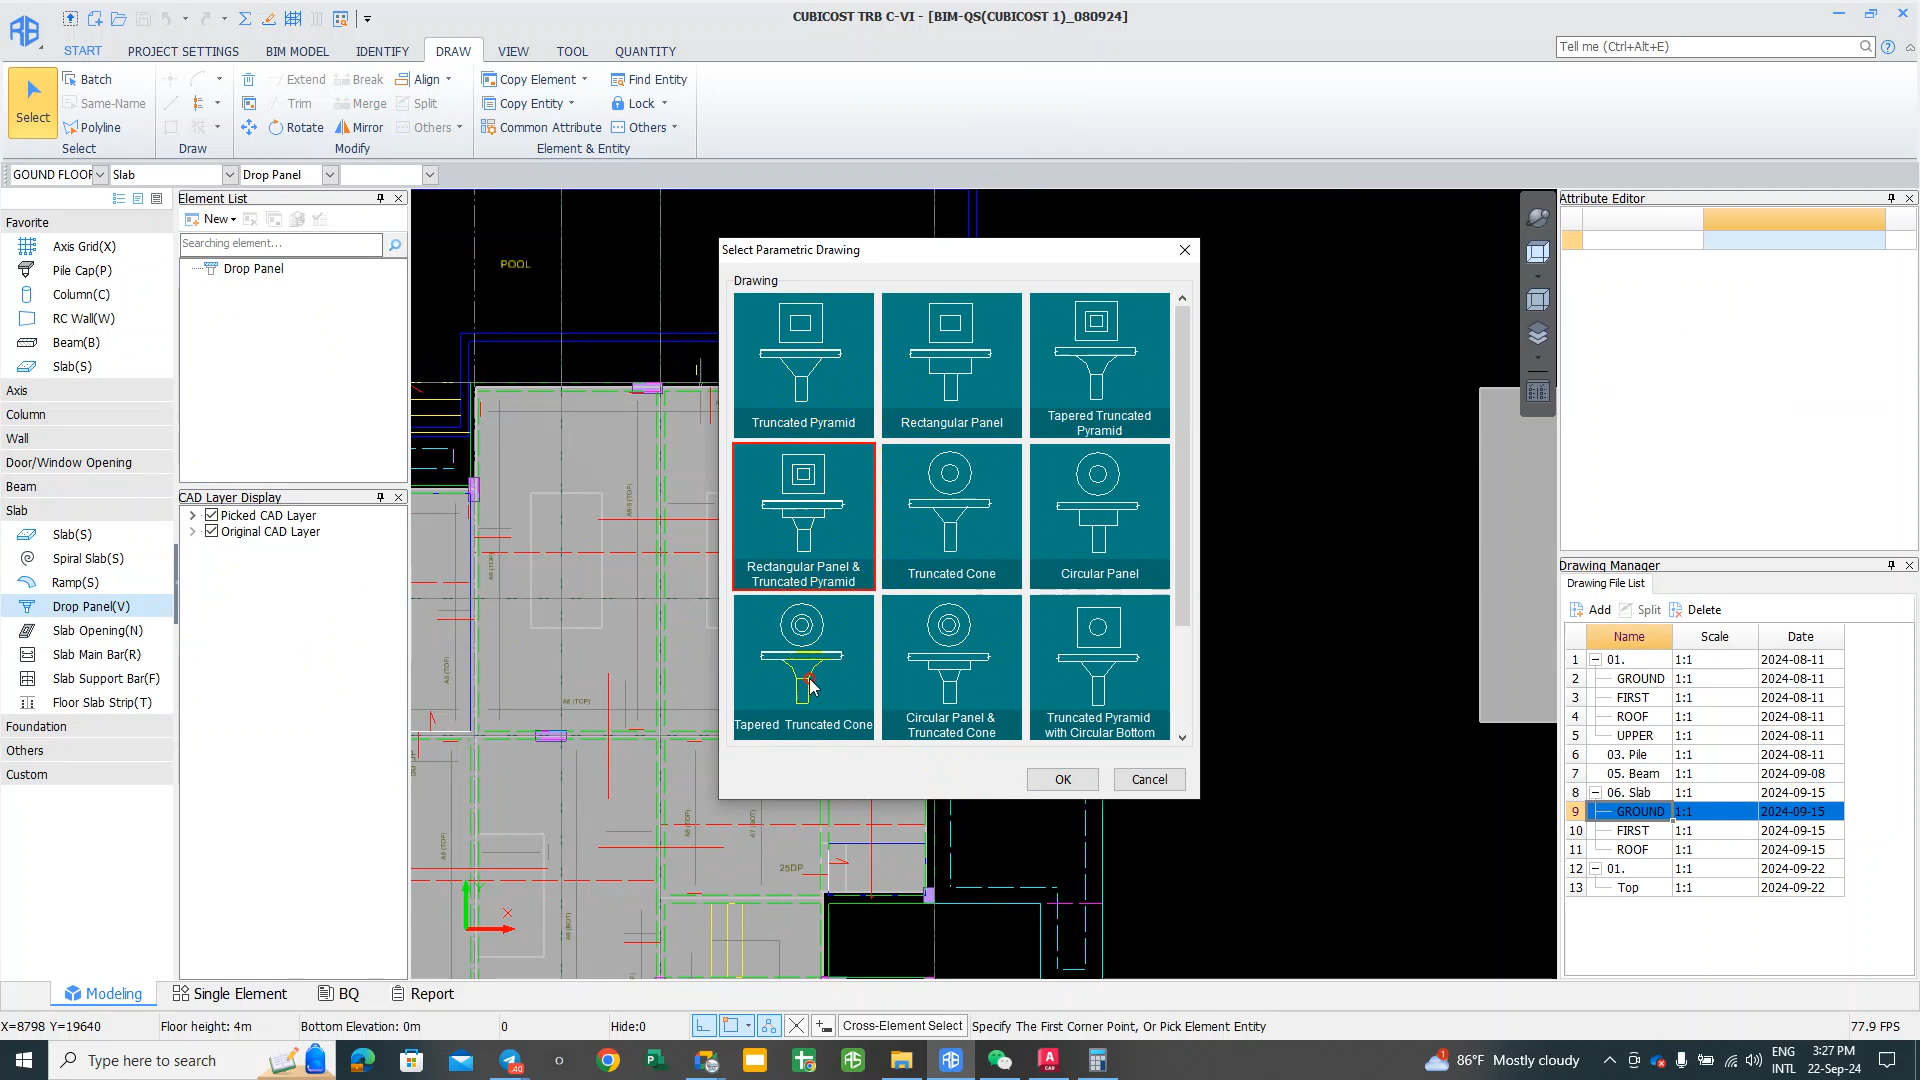 CUBICOST TRB C-VI - [BIM-QS(CUBICOST 1)_080924]
START PROJECT SETTINGS BIM MODEL IDENTIFY DRAW VIEW TOOL QUANTITY
Tell me (Ctrl+Alt+E)
Select
Batch
Same-Name
Polyline
Select
Draw
Extend Break Align
Trim Merge Split
Rotate Mirror Others
Modify
Copy Element Find Entity
Copy Entity Lock
Common Attribute Others
Element & Entity
GOUND FLOOR Slab Drop Panel
Favorite
Axis Grid(X)
Pile Cap(P)
Column(C)
RC Wall(W)
Beam(B)
Slab(S)
Axis
Column
Wall
Door/Window Opening
Beam
Slab
Slab(S)
Spiral Slab(S)
Ramp(S)
Drop Panel(V)
Slab Opening(N)
Slab Main Bar(R)
Slab Support Bar(F)
Floor Slab Strip(T)
Foundation
Others
Custom
Element List
New
Searching element...
Drop Panel
CAD Layer Display
Picked CAD Layer
Original CAD Layer
POOL
A8 (TOP)
25DP
Select Parametric Drawing
Drawing
Truncated Pyramid
Rectangular Panel
Tapered Truncated
Pyramid
Rectangular Panel &
Truncated Pyramid
Truncated Cone
Circular Panel
Tapered Truncated Cone
Circular Panel &
Truncated Cone
Truncated Pyramid
with Circular Bottom
OK Cancel
Attribute Editor
Drawing Manager
Drawing File List
Add Split Delete
Name Scale Date
1 01. 1:1 2024-08-11
2 GROUND 1:1 2024-08-11
3 FIRST 1:1 2024-08-11
4 ROOF 1:1 2024-08-11
5 UPPER 1:1 2024-08-11
6 03. Pile 1:1 2024-08-11
7 05. Beam 1:1 2024-09-08
8 06. Slab 1:1 2024-09-15
9 GROUND 1:1 2024-09-15
10 FIRST 1:1 2024-09-15
11 ROOF 1:1 2024-09-15
12 01. 1:1 2024-09-22
13 Top 1:1 2024-09-22
Modeling Single Element BQ Report
X=8798 Y=19640 Floor height: 4m Bottom Elevation: 0m 0 Hide:0 Cross-Element Select Specify The First Corner Point, Or Pick Element Entity 77.9 FPS
Type here to search
86°F Mostly cloudy
ENG
INTL
3:27 PM
22-Sep-24